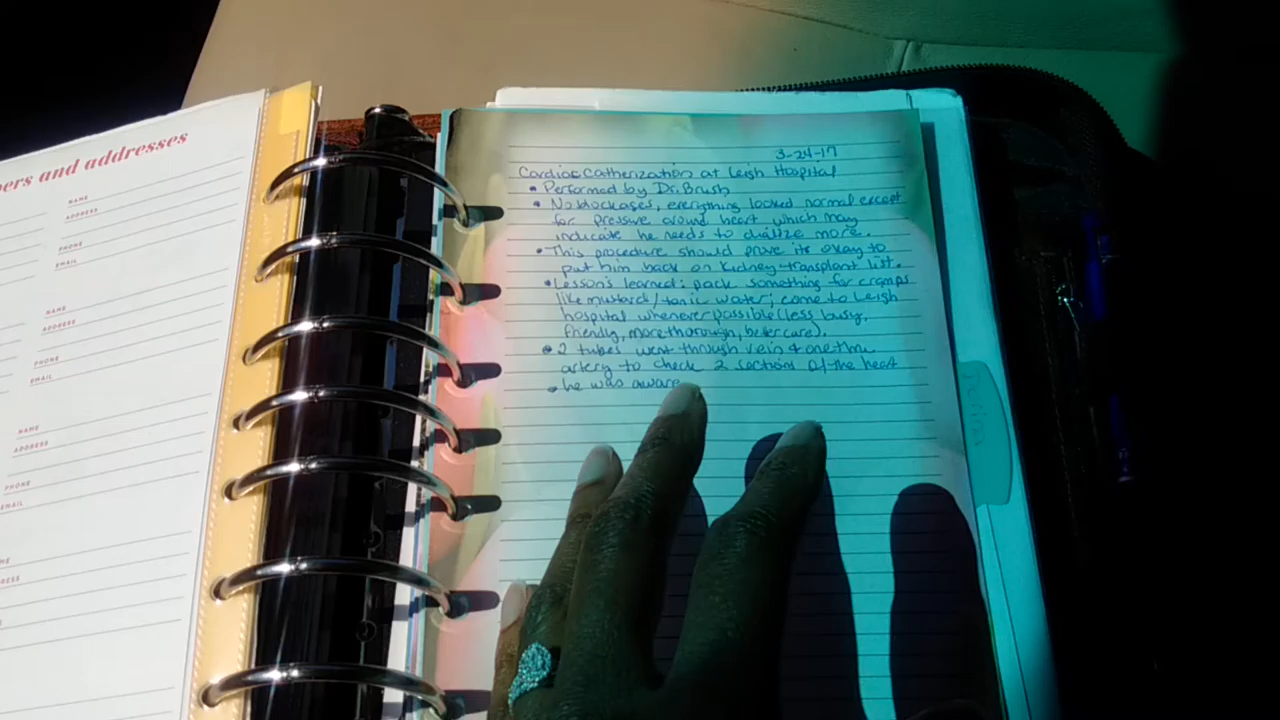 ers and addresses
NAME
ADDRESS
PHONE
EMAIL
NAME
ADDRESS
PHONE
EMAIL
NAME
ADDRESS
PHONE
EMAIL
3-24-17
Cardiac Catherization at Leigh Hospital
• Performed by Dr. Brush
• No blockages, everything looked normal except
for pressure around heart which may
indicate he needs to dialize more.
• This procedure should prove its okay to
put him back on kidney transplant list.
• Lesson's learned: pack something for cramps
like mustard/tonic water; come to Leigh
hospital whenever possible (less busy,
friendly, more thorough, better care).
• 2 tubes went through vein & one thru
artery to check 2 sections of the heart
• he was aware